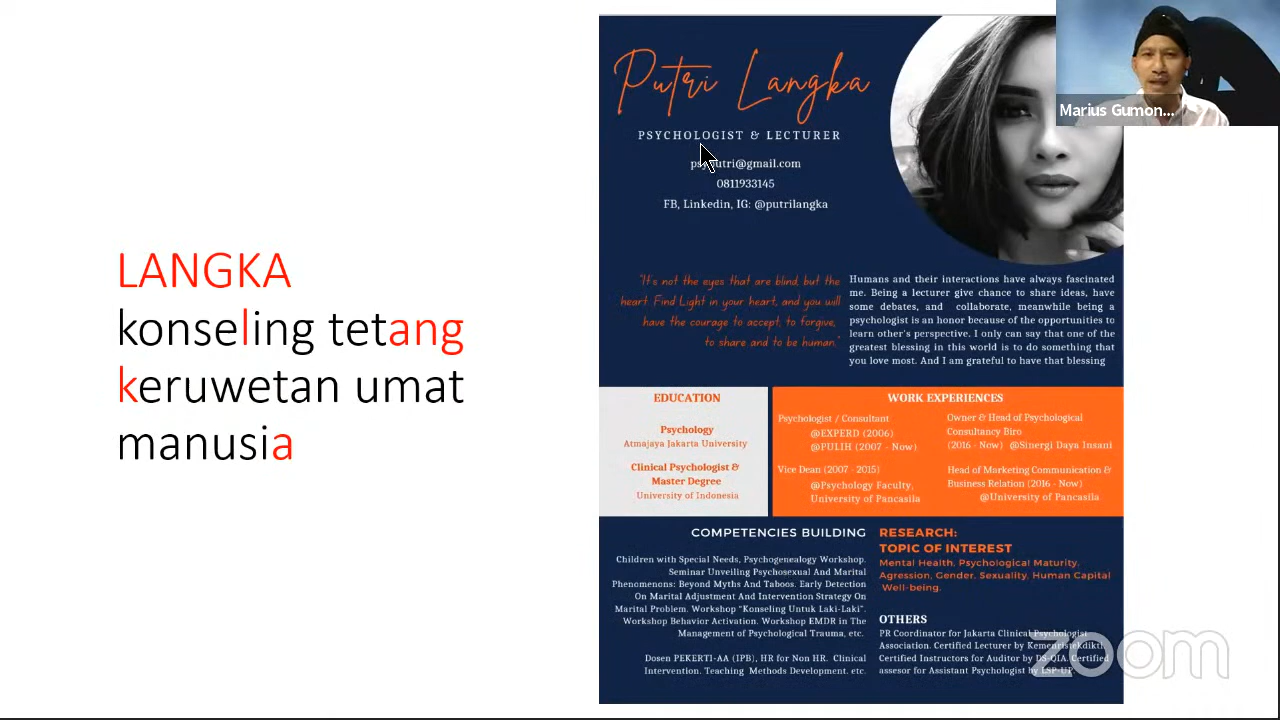 LANGKA
konseling tetang
keruwetan umat
manusia
Putri Langka
PSYCHOLOGIST & LECTURER
0811933145
FB, Linkedin, IG: @putrilangka
"It's not the eyes that are blind, but the
heart. Find Light in your heart, and you will
have the courage to accept, to forgive,
to share and to be human."
Humans and their interactions have always fascinated
me. Being a lecturer give chance to share ideas, have
some debates, and collaborate, meanwhile being a
psychologist is an honor because of the opportunities to
learn other's perspective. I only can say that one of the
greatest blessing in this world is to do something that
you love most. And I am grateful to have that blessing
EDUCATION
Psychology
Atmajaya Jakarta University
Clinical Psychologist &
Master Degree
University of Indonesia
WORK EXPERIENCES
Psychologist / Consultant
@EXPERD (2006)
@PULIH (2007 - Now)
Vice Dean (2007 - 2015)
@Psychology Faculty,
University of Pancasila
Owner & Head of Psychological
Consultancy Biro
(2016 - Now) @Sinergi Daya Insani
Head of Marketing Communication &
Business Relation (2016 - Now)
@University of Pancasila
COMPETENCIES BUILDING
Children with Special Needs, Psychogenealogy Workshop.
Seminar Unveiling Psychosexual And Marital
Phenomenons: Beyond Myths And Taboos. Early Detection
On Marital Adjustment And Intervention Strategy On
Marital Problem. Workshop "Konseling Untuk Laki-Laki".
Workshop Behavior Activation. Workshop EMDR in The
Management of Psychological Trauma, etc.
Dosen PEKERTI-AA (IPB), HR for Non HR. Clinical
Intervention. Teaching Methods Development. etc.
RESEARCH:
TOPIC OF INTEREST
Mental Health, Psychological Maturity,
Agression, Gender, Sexuality, Human Capital
Well-being.
OTHERS
PR Coordinator for Jakarta Clinical Psychologist
Association. Certified Lecturer by Kemenristekdikti.
Certified Instructors for Auditor by DS-QIA. Certified
assesor for Assistant Psychologist by LSP-UP.
Marius Gumon...
zoom